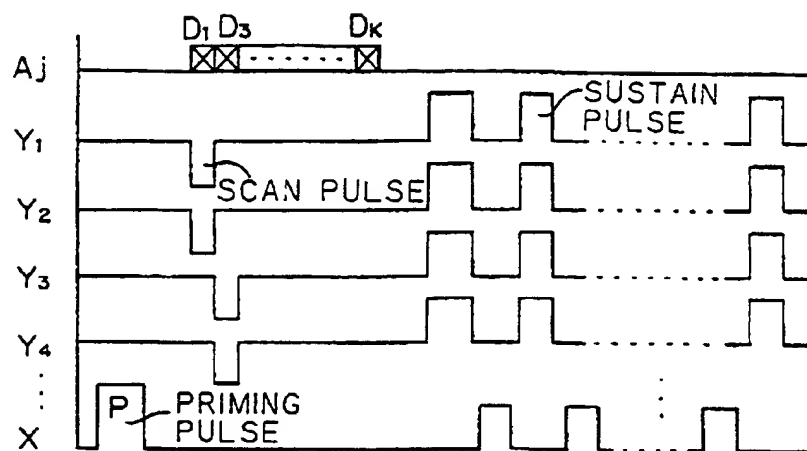 D1 D3 DK
Aj
SUSTAIN
PULSE
Y1
SCAN PULSE
Y2
Y3
Y4
P PRIMING
PULSE
X